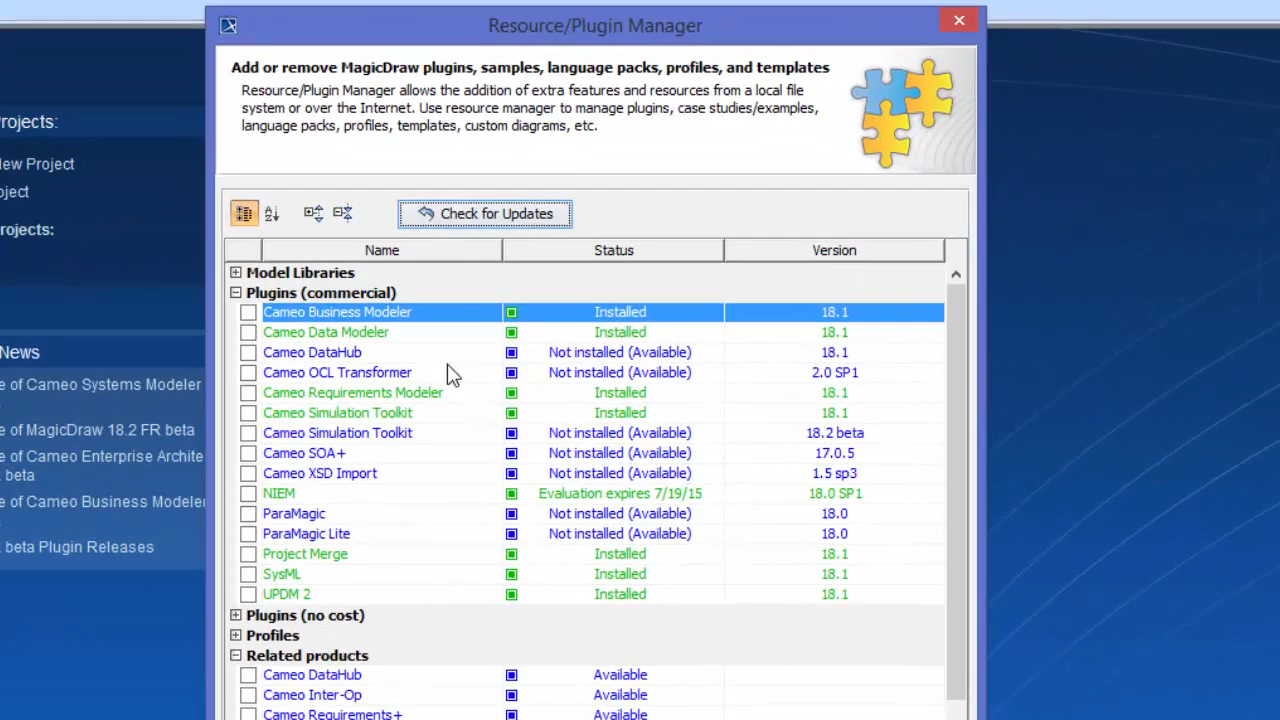 Resource/Plugin Manager
Add or remove MagicDraw plugins, samples, language packs, profiles, and templates
Resource/Plugin Manager allows the addition of extra features and resources from a local file
system or over the Internet. Use resource manager to manage plugins, case studies/examples,
language packs, profiles, templates, custom diagrams, etc.
rojects:
lew Project
oject
rojects:
News
e of Cameo Systems Modeler
e of MagicDraw 18.2 FR beta
e of Cameo Enterprise Archite
beta
e of Cameo Business Modeler
beta Plugin Releases
Check for Updates
Name Status Version
Model Libraries
Plugins (commercial)
Cameo Business Modeler Installed 18.1
Cameo Data Modeler Installed 18.1
Cameo DataHub Not installed (Available) 18.1
Cameo OCL Transformer Not installed (Available) 2.0 SP1
Cameo Requirements Modeler Installed 18.1
Cameo Simulation Toolkit Installed 18.1
Cameo Simulation Toolkit Not installed (Available) 18.2 beta
Cameo SOA+ Not installed (Available) 17.0.5
Cameo XSD Import Not installed (Available) 1.5 sp3
NIEM Evaluation expires 7/19/15 18.0 SP1
ParaMagic Not installed (Available) 18.0
ParaMagic Lite Not installed (Available) 18.0
Project Merge Installed 18.1
SysML Installed 18.1
UPDM 2 Installed 18.1
Plugins (no cost)
Profiles
Related products
Cameo DataHub Available
Cameo Inter-Op Available
Cameo Requirements+ Available